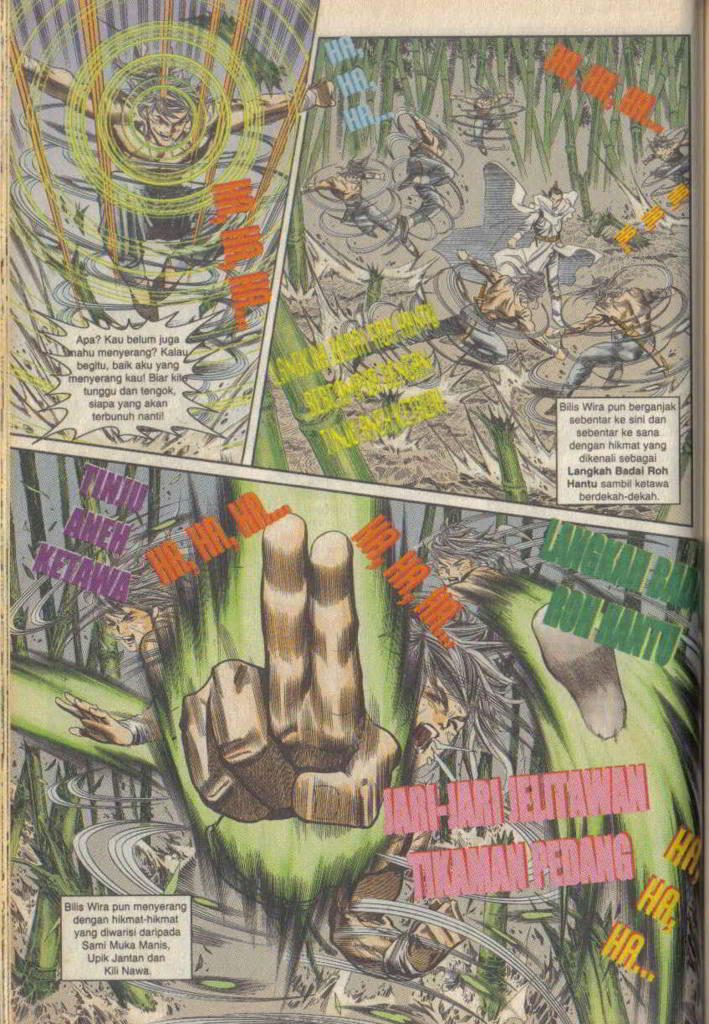 HA, HA, HA...
Apa? Kau belum juga
mahu menyerang? Kalau
begitu, baik aku yang
menyerang kau! Biar kita
tunggu dan tengok,
siapa yang akan
terbunuh nanti!
HA,
HA,
HA...
HA, HA, HA...
HA HA HA
Bilis Wira pun berganjak
sebentar ke sini dan
sebentar ke sana
dengan hikmat yang
dikenali sebagai
Langkah Badai Roh
Hantu sambil ketawa
berdekah-dekah.
TINJU
ANEH
KETAWA
HA, HA, HA...
HA, HA, HA...
LANGKAH BADAI
ROH HANTU
JARI-JARI JELITAWAN
TIKAMAN PEDANG
HA,
HA,
HA...
Bilis Wira pun menyerang
dengan hikmat-hikmat
yang diwarisi daripada
Sami Muka Manis,
Upik Jantan dan
Kili Nawa.